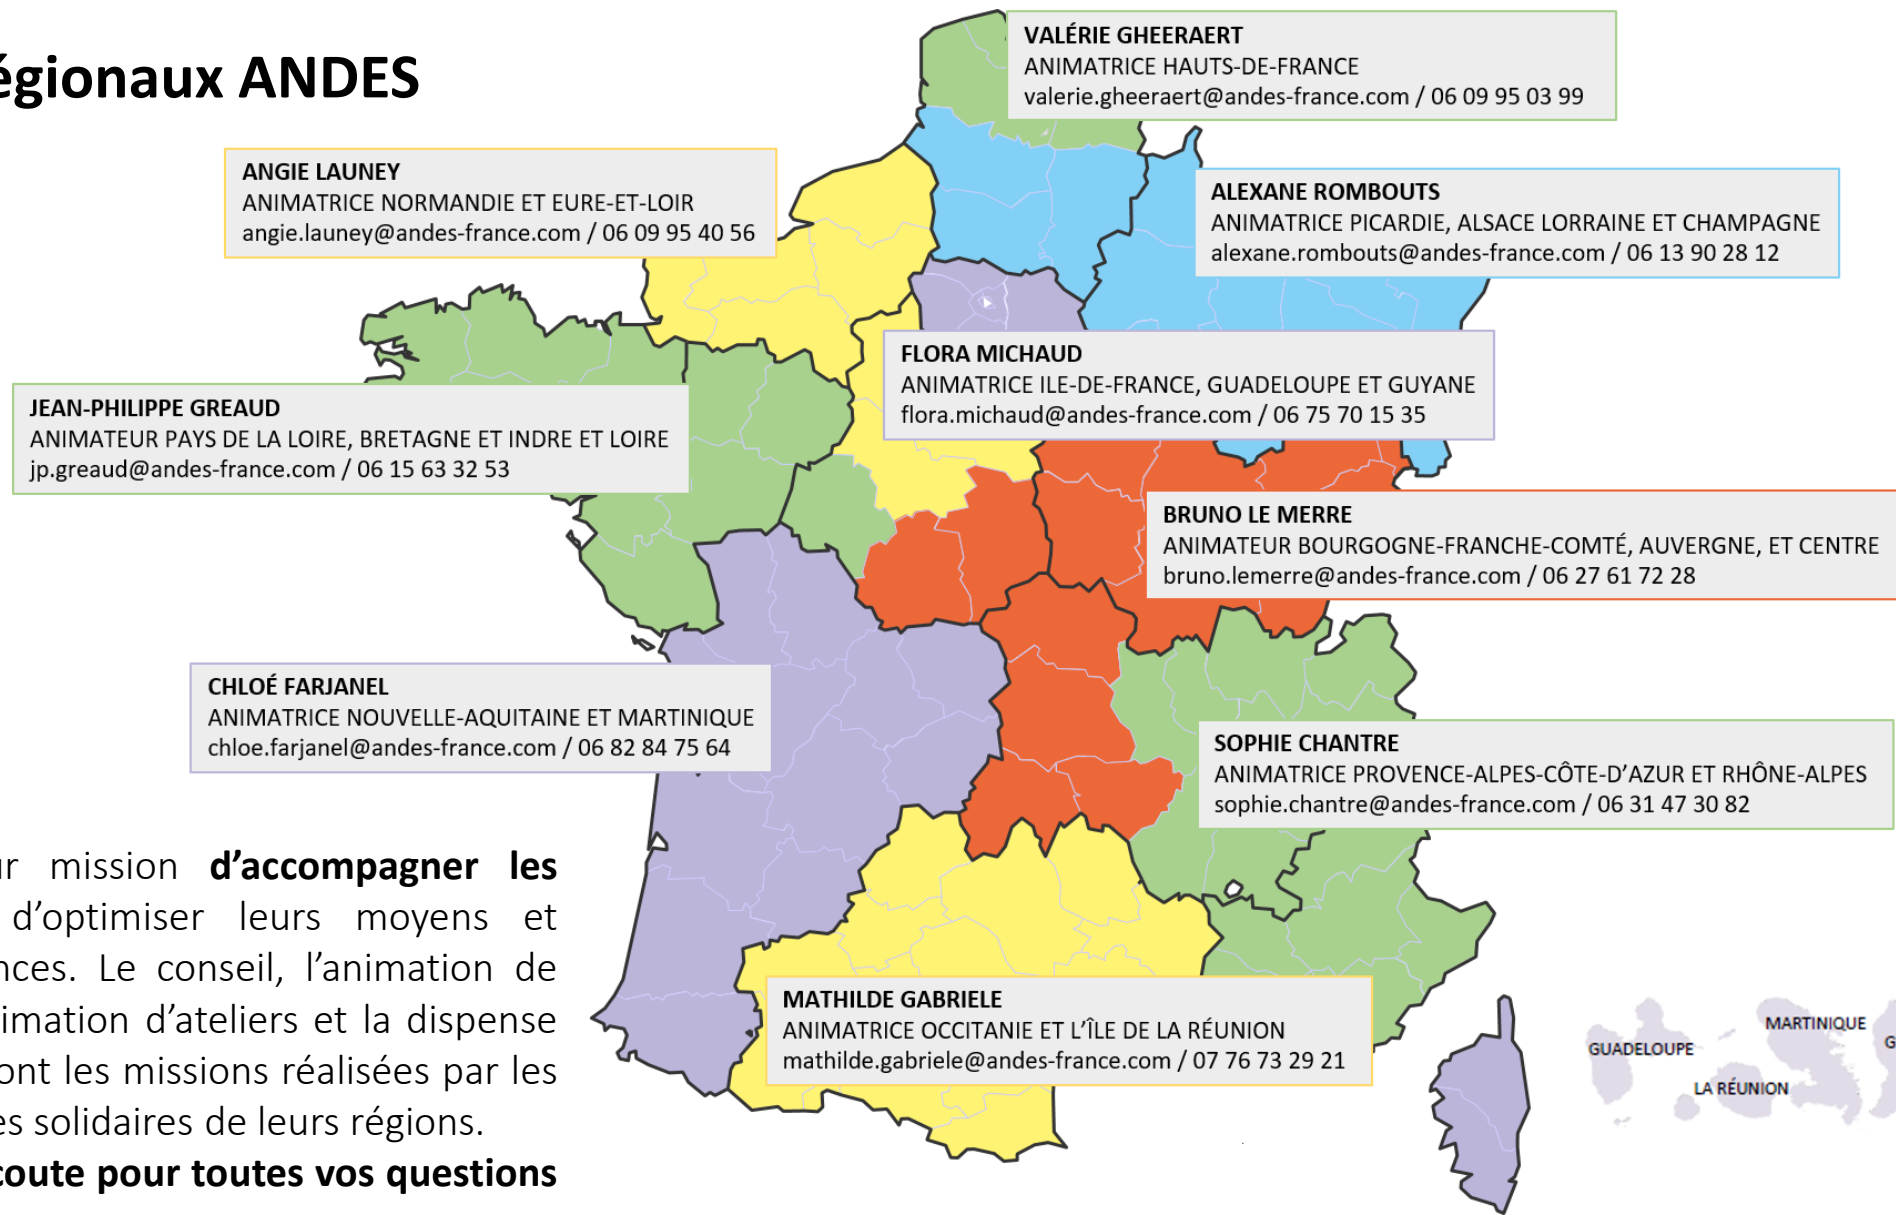 égionaux ANDES
VALÉRIE GHEERAERT
ANIMATRICE HAUTS-DE-FRANCE
valerie.gheeraert@andes-france.com / 06 09 95 03 99
ANGIE LAUNEY
ANIMATRICE NORMANDIE ET EURE-ET-LOIR
angie.launey@andes-france.com / 06 09 95 40 56
ALEXANE ROMBOUTS
ANIMATRICE PICARDIE, ALSACE LORRAINE ET CHAMPAGNE
alexane.rombouts@andes-france.com / 06 13 90 28 12
FLORA MICHAUD
ANIMATRICE ILE-DE-FRANCE, GUADELOUPE ET GUYANE
flora.michaud@andes-france.com / 06 75 70 15 35
JEAN-PHILIPPE GREAUD
ANIMATEUR PAYS DE LA LOIRE, BRETAGNE ET INDRE ET LOIRE
jp.greaud@andes-france.com / 06 15 63 32 53
BRUNO LE MERRE
ANIMATEUR BOURGOGNE-FRANCHE-COMTÉ, AUVERGNE, ET CENTRE
bruno.lemerre@andes-france.com / 06 27 61 72 28
CHLOÉ FARJANEL
ANIMATRICE NOUVELLE-AQUITAINE ET MARTINIQUE
chloe.farjanel@andes-france.com / 06 82 84 75 64
SOPHIE CHANTRE
ANIMATRICE PROVENCE-ALPES-CÔTE-D’AZUR ET RHÔNE-ALPES
sophie.chantre@andes-france.com / 06 31 47 30 82
MATHILDE GABRIELE
ANIMATRICE OCCITANIE ET L’ÎLE DE LA RÉUNION
mathilde.gabriele@andes-france.com / 07 76 73 29 21
ur mission d’accompagner les
d’optimiser leurs moyens et
nces. Le conseil, l’animation de
imation d’ateliers et la dispense
ont les missions réalisées par les
es solidaires de leurs régions.
coute pour toutes vos questions
MARTINIQUE
GUADELOUPE
G
LA RÉUNION